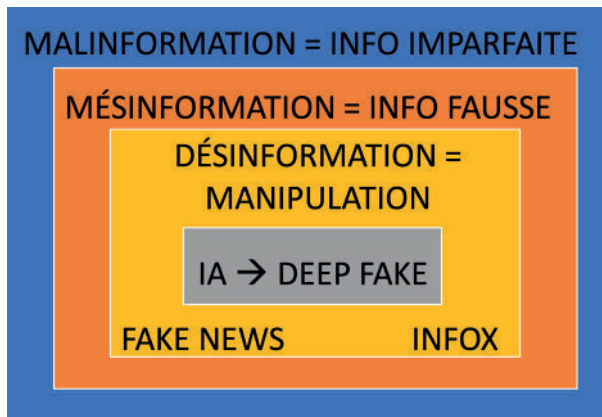 MALINFORMATION = INFO IMPARFAITE
MÉSINFORMATION = INFO FAUSSE
DÉSINFORMATION =
MANIPULATION
IA → DEEP FAKE
FAKE NEWS INFOX